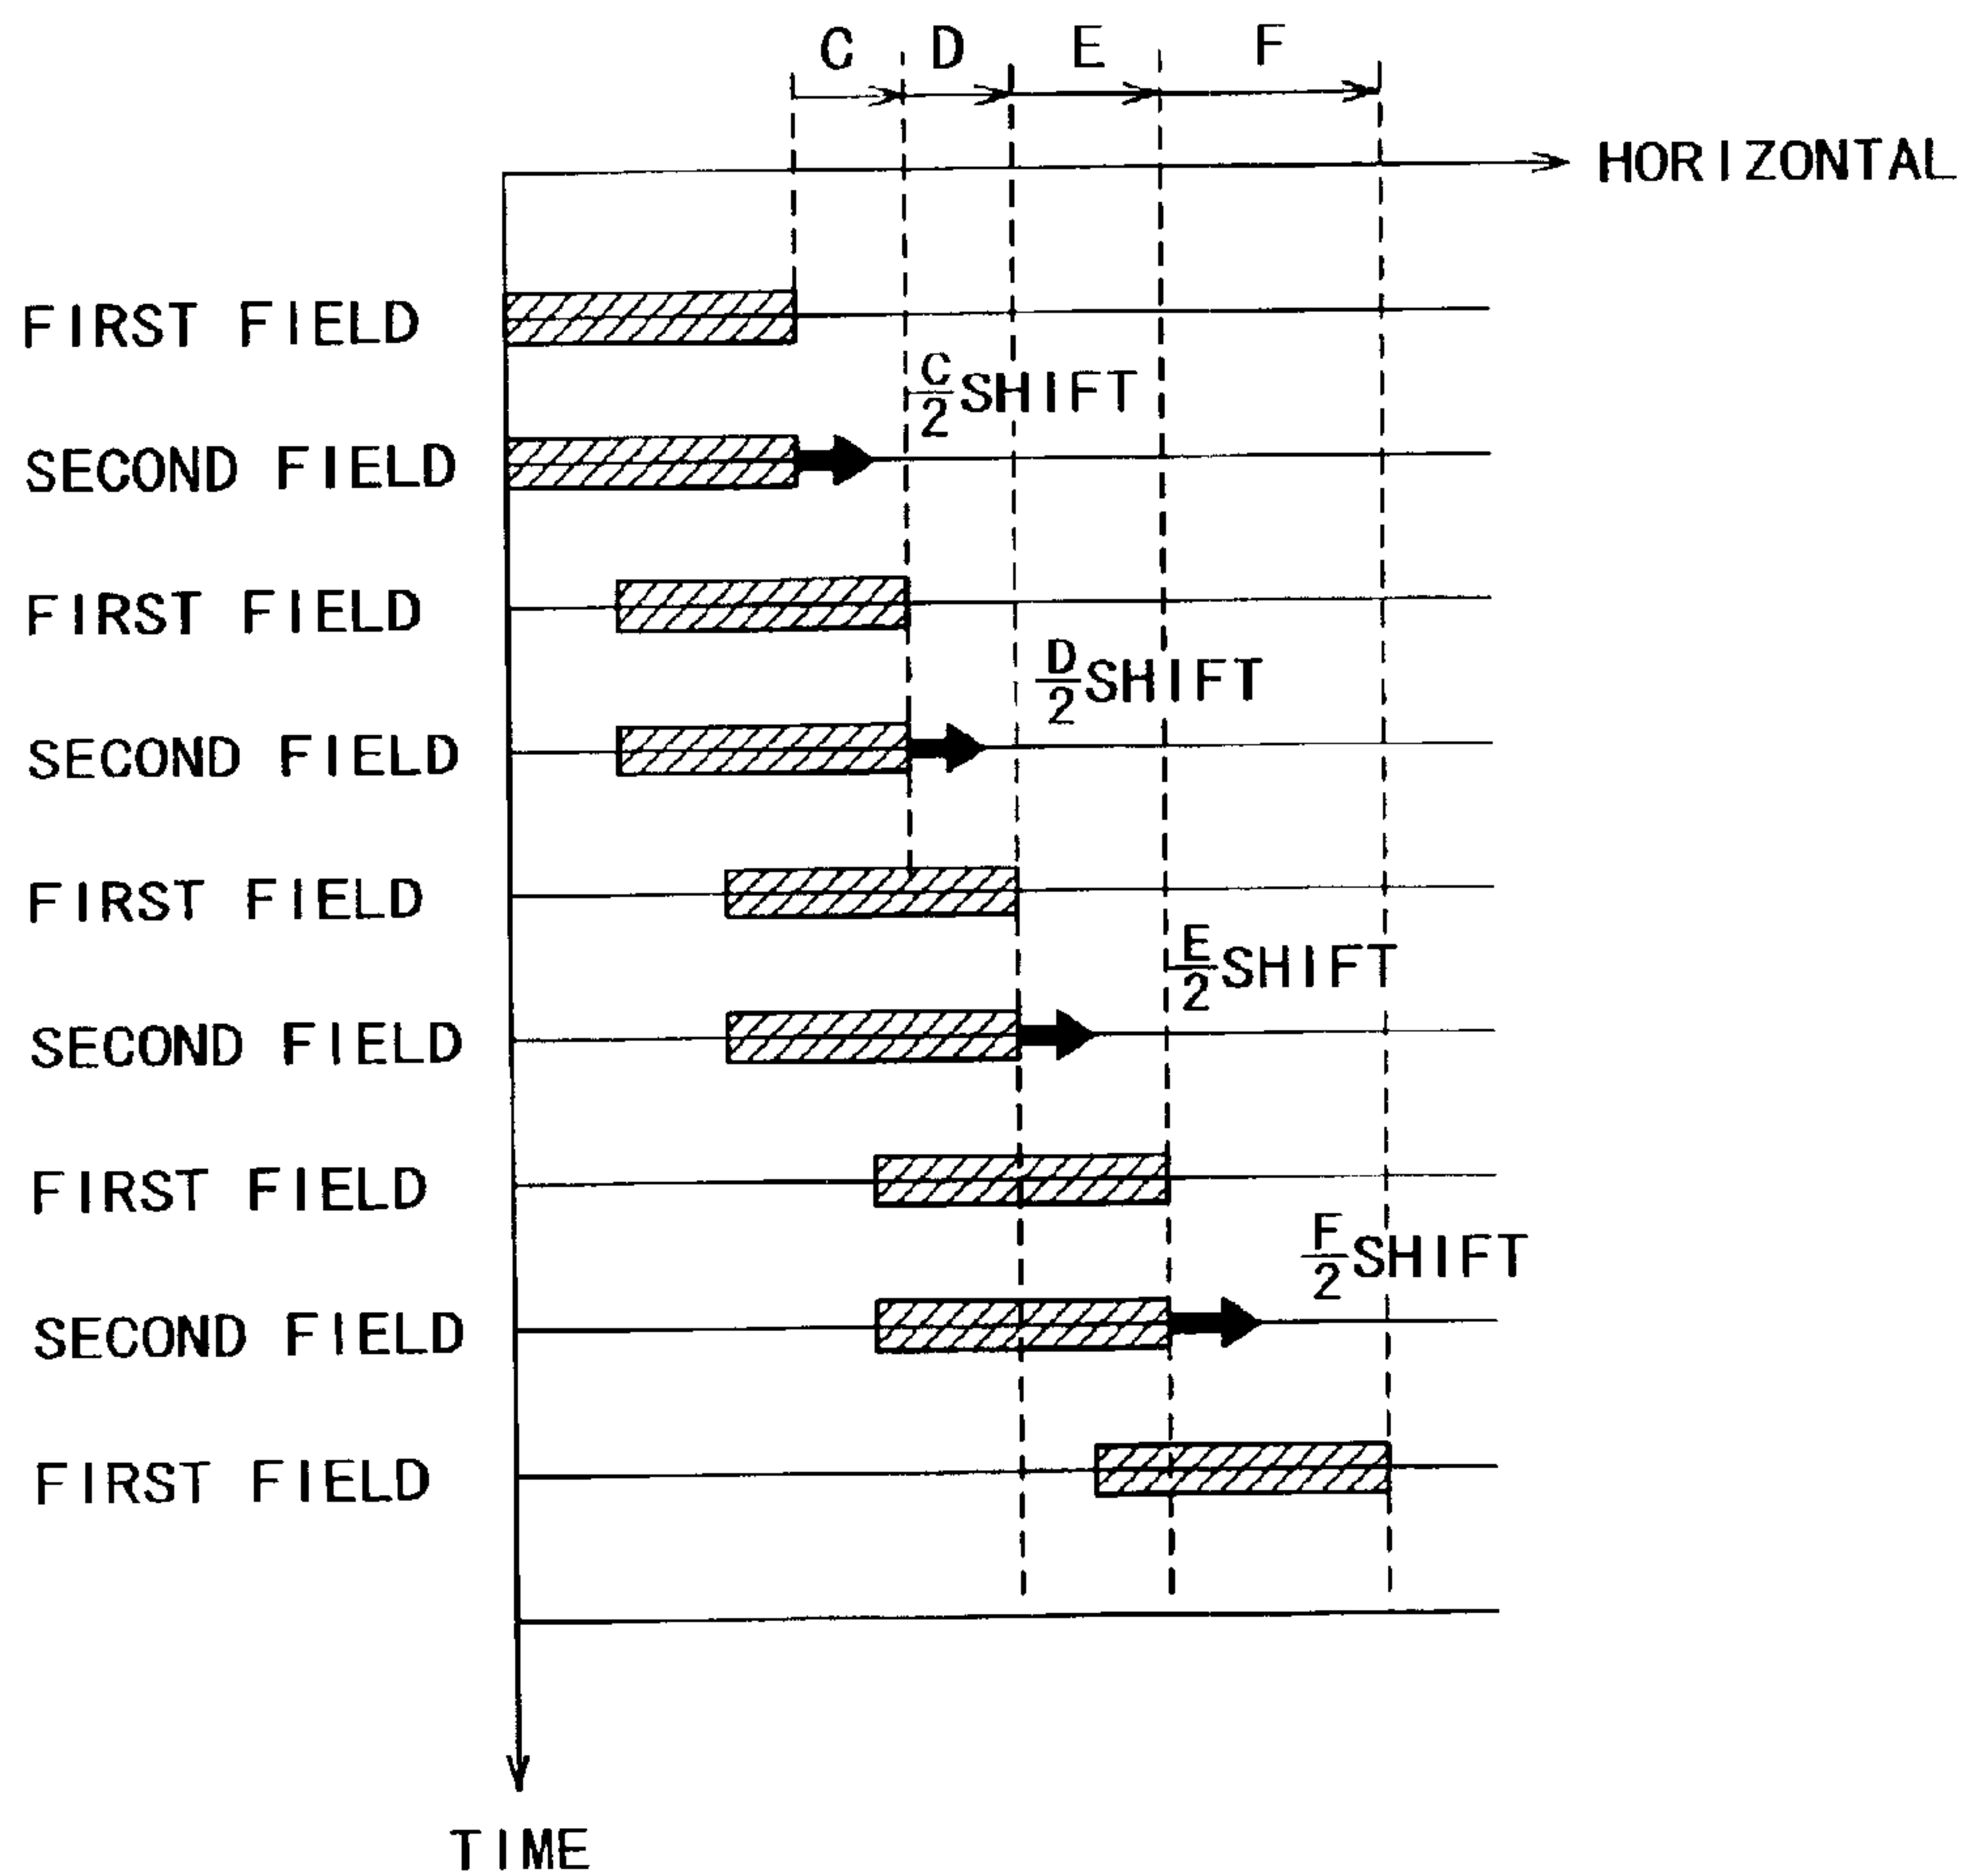 C D E F
HORIZONTAL
FIRST FIELD
C/2 SHIFT
SECOND FIELD
FIRST FIELD
D/2 SHIFT
SECOND FIELD
FIRST FIELD
E/2 SHIFT
SECOND FIELD
FIRST FIELD
F/2 SHIFT
SECOND FIELD
FIRST FIELD
TIME